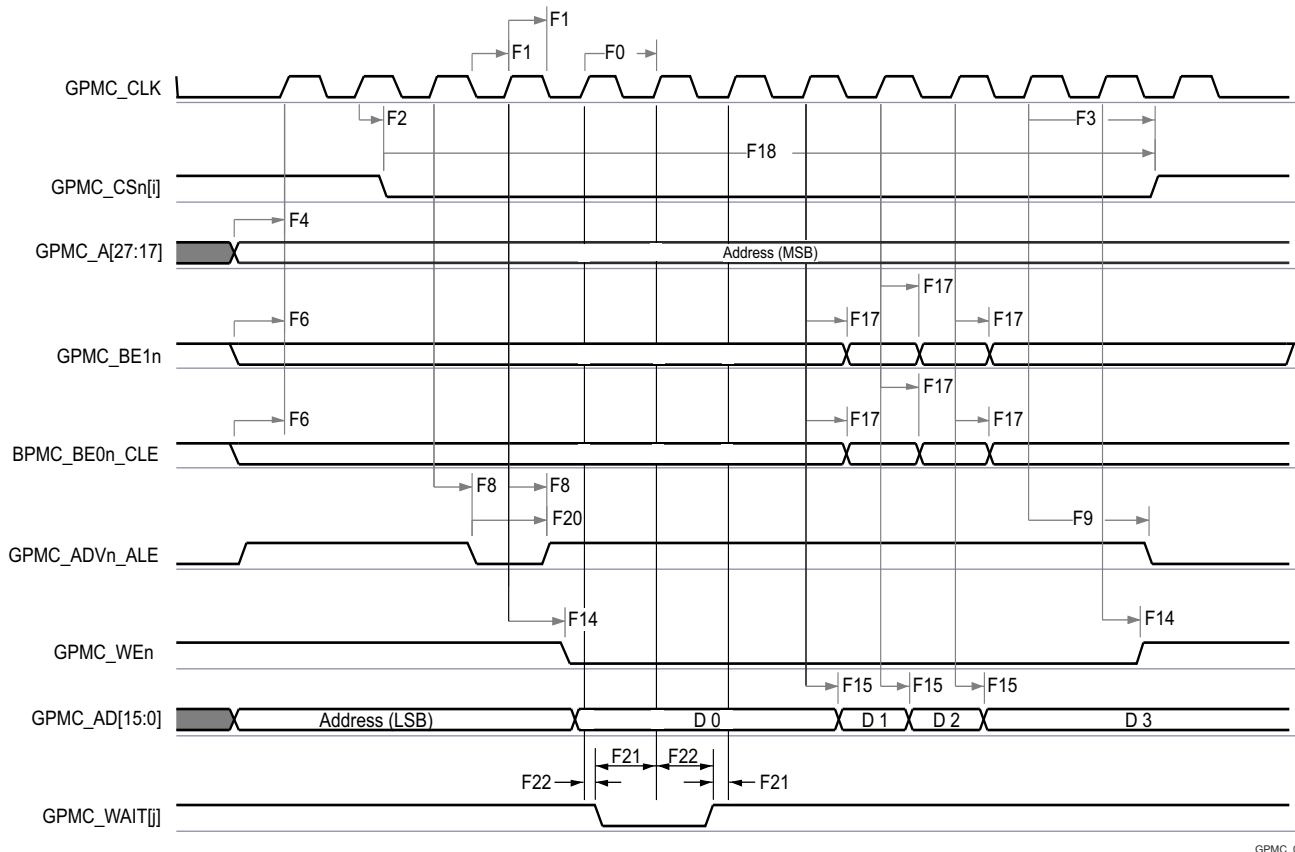 F1
F1
F0
GPMC_CLK
F2
F3
F18
GPMC_CSn[i]
F4
GPMC_A[27:17]
Address (MSB)
F17
F6
F17
F17
GPMC_BE1n
F17
F6
F17
F17
BPMC_BE0n_CLE
F8
F8
F20
F9
GPMC_ADVn_ALE
F14
F14
GPMC_WEn
F15
F15
F15
GPMC_AD[15:0]
Address (LSB)
D 0
D 1
D 2
D 3
F21
F22
F22
F21
GPMC_WAIT[j]